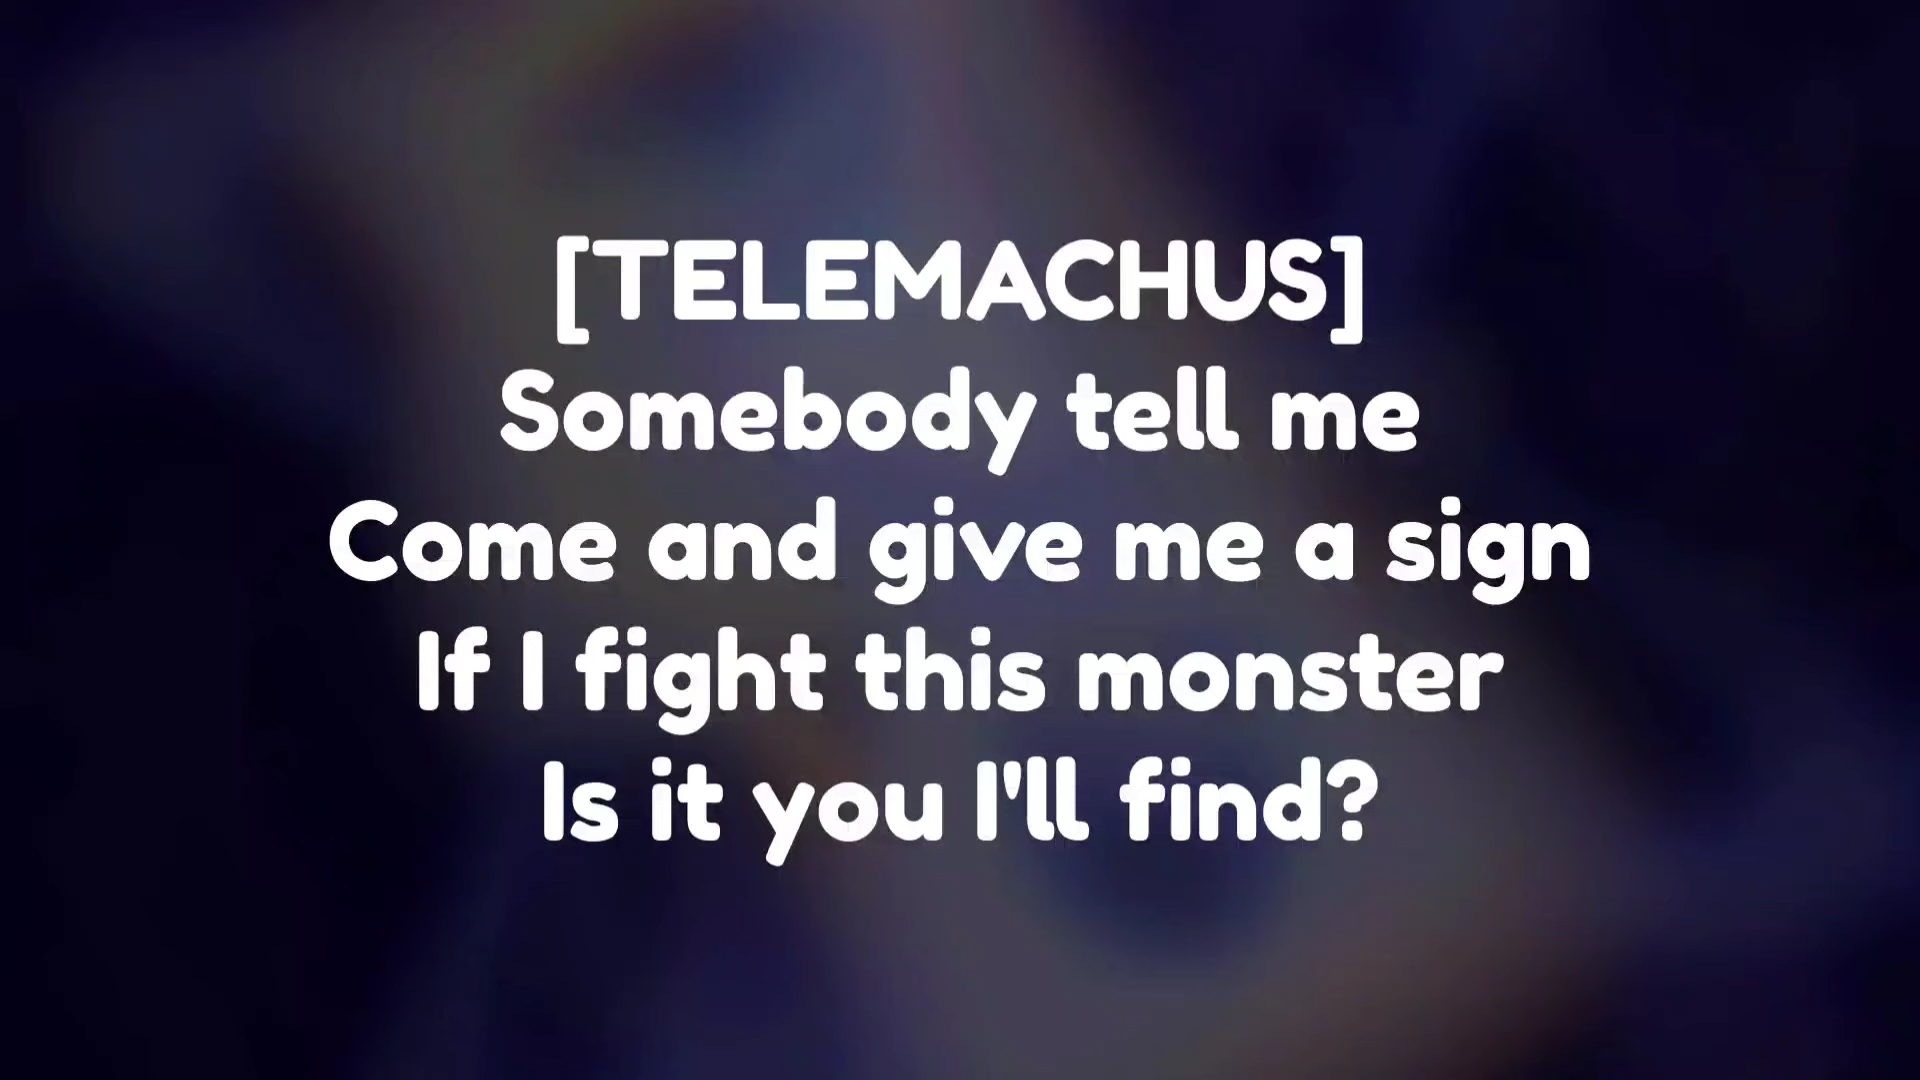 [TELEMACHUS]
Somebody tell me
Come and give me a sign
If I fight this monster
Is it you I'll find?